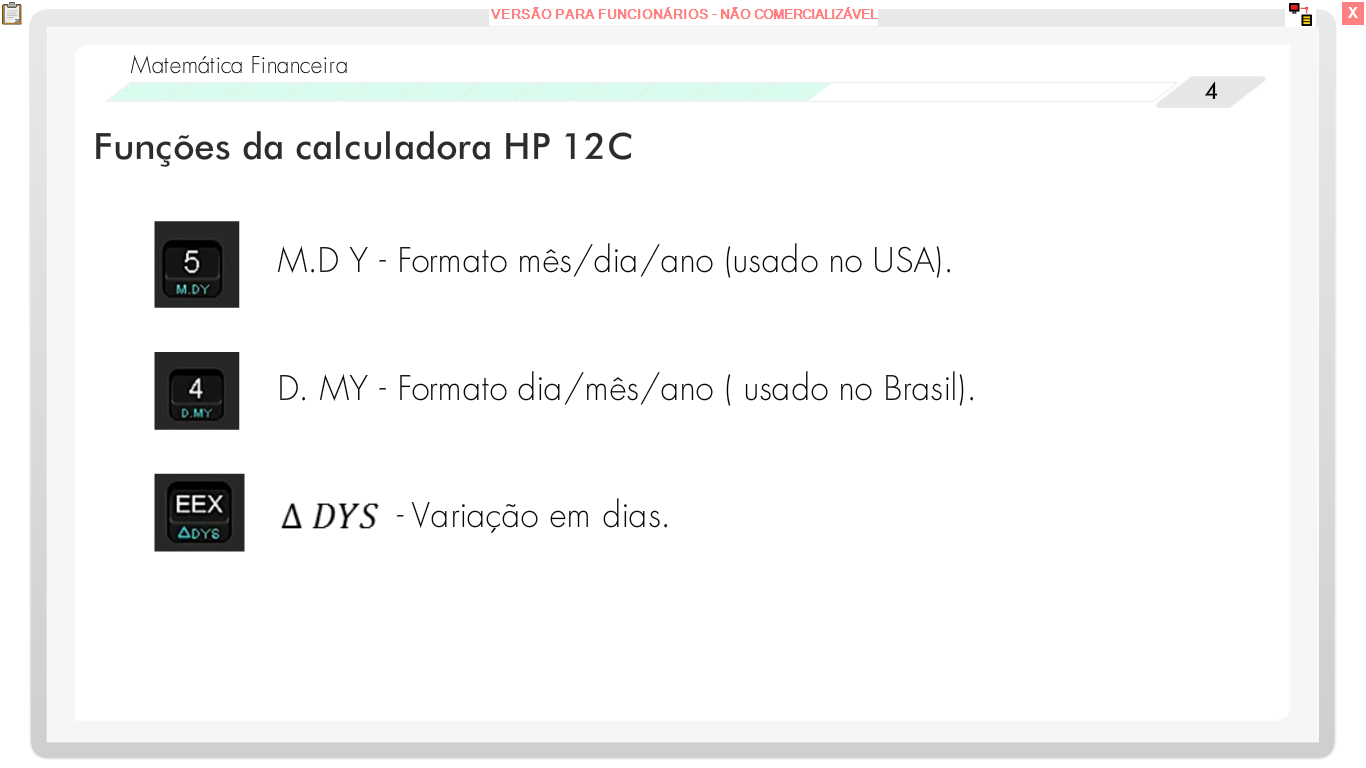 VERSÃO PARA FUNCIONÁRIOS - NÃO COMERCIALIZÁVEL
X
Matemática Financeira
4
Funções da calculadora HP 12C
5
M.DY
M.D Y - Formato mês/dia/ano (usado no USA).
4
D.MY
D. MY - Formato dia/mês/ano ( usado no Brasil).
EEX
ΔDYS
Δ DYS - Variação em dias.